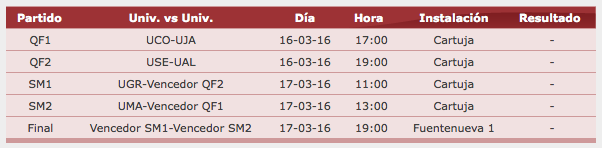 Partido Univ. vs Univ. Día Hora Instalación Resultado
QF1 UCO-UJA 16-03-16 17:00 Cartuja -
QF2 USE-UAL 16-03-16 19:00 Cartuja -
SM1 UGR-Vencedor QF2 17-03-16 11:00 Cartuja -
SM2 UMA-Vencedor QF1 17-03-16 13:00 Cartuja -
Final Vencedor SM1-Vencedor SM2 17-03-16 19:00 Fuentenueva 1 -